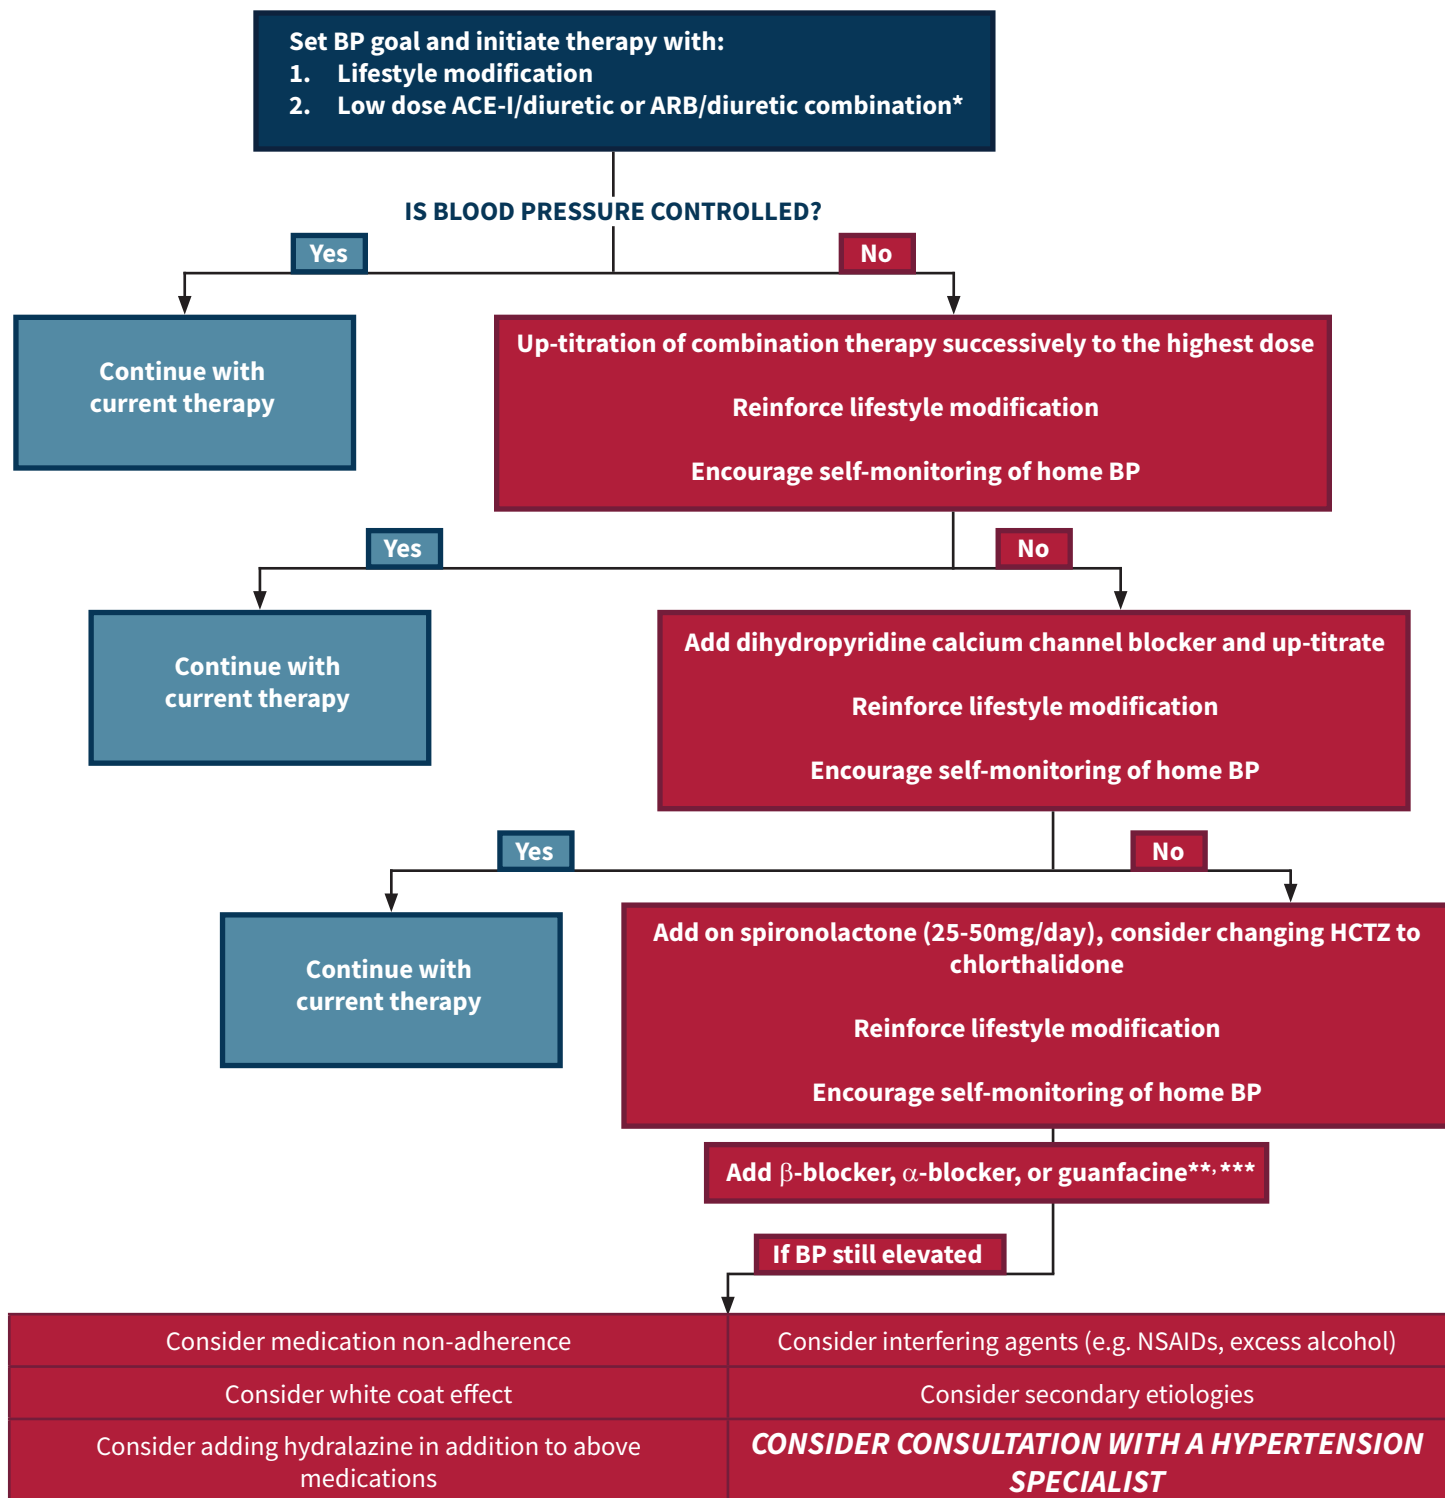 Set BP goal and initiate therapy with:
1. Lifestyle modification
2. Low dose ACE-I/diuretic or ARB/diuretic combination*
IS BLOOD PRESSURE CONTROLLED?
Yes
No
Continue with
current therapy
Up-titration of combination therapy successively to the highest dose
Reinforce lifestyle modification
Encourage self-monitoring of home BP
Yes
No
Continue with
current therapy
Add dihydropyridine calcium channel blocker and up-titrate
Reinforce lifestyle modification
Encourage self-monitoring of home BP
Yes
No
Continue with
current therapy
Add on spironolactone (25-50mg/day), consider changing HCTZ to
chlorthalidone
Reinforce lifestyle modification
Encourage self-monitoring of home BP
Add β-blocker, α-blocker, or guanfacine**,***
If BP still elevated
Consider medication non-adherence
Consider interfering agents (e.g. NSAIDs, excess alcohol)
Consider white coat effect
Consider secondary etiologies
Consider adding hydralazine in addition to above
medications
CONSIDER CONSULTATION WITH A HYPERTENSION
SPECIALIST